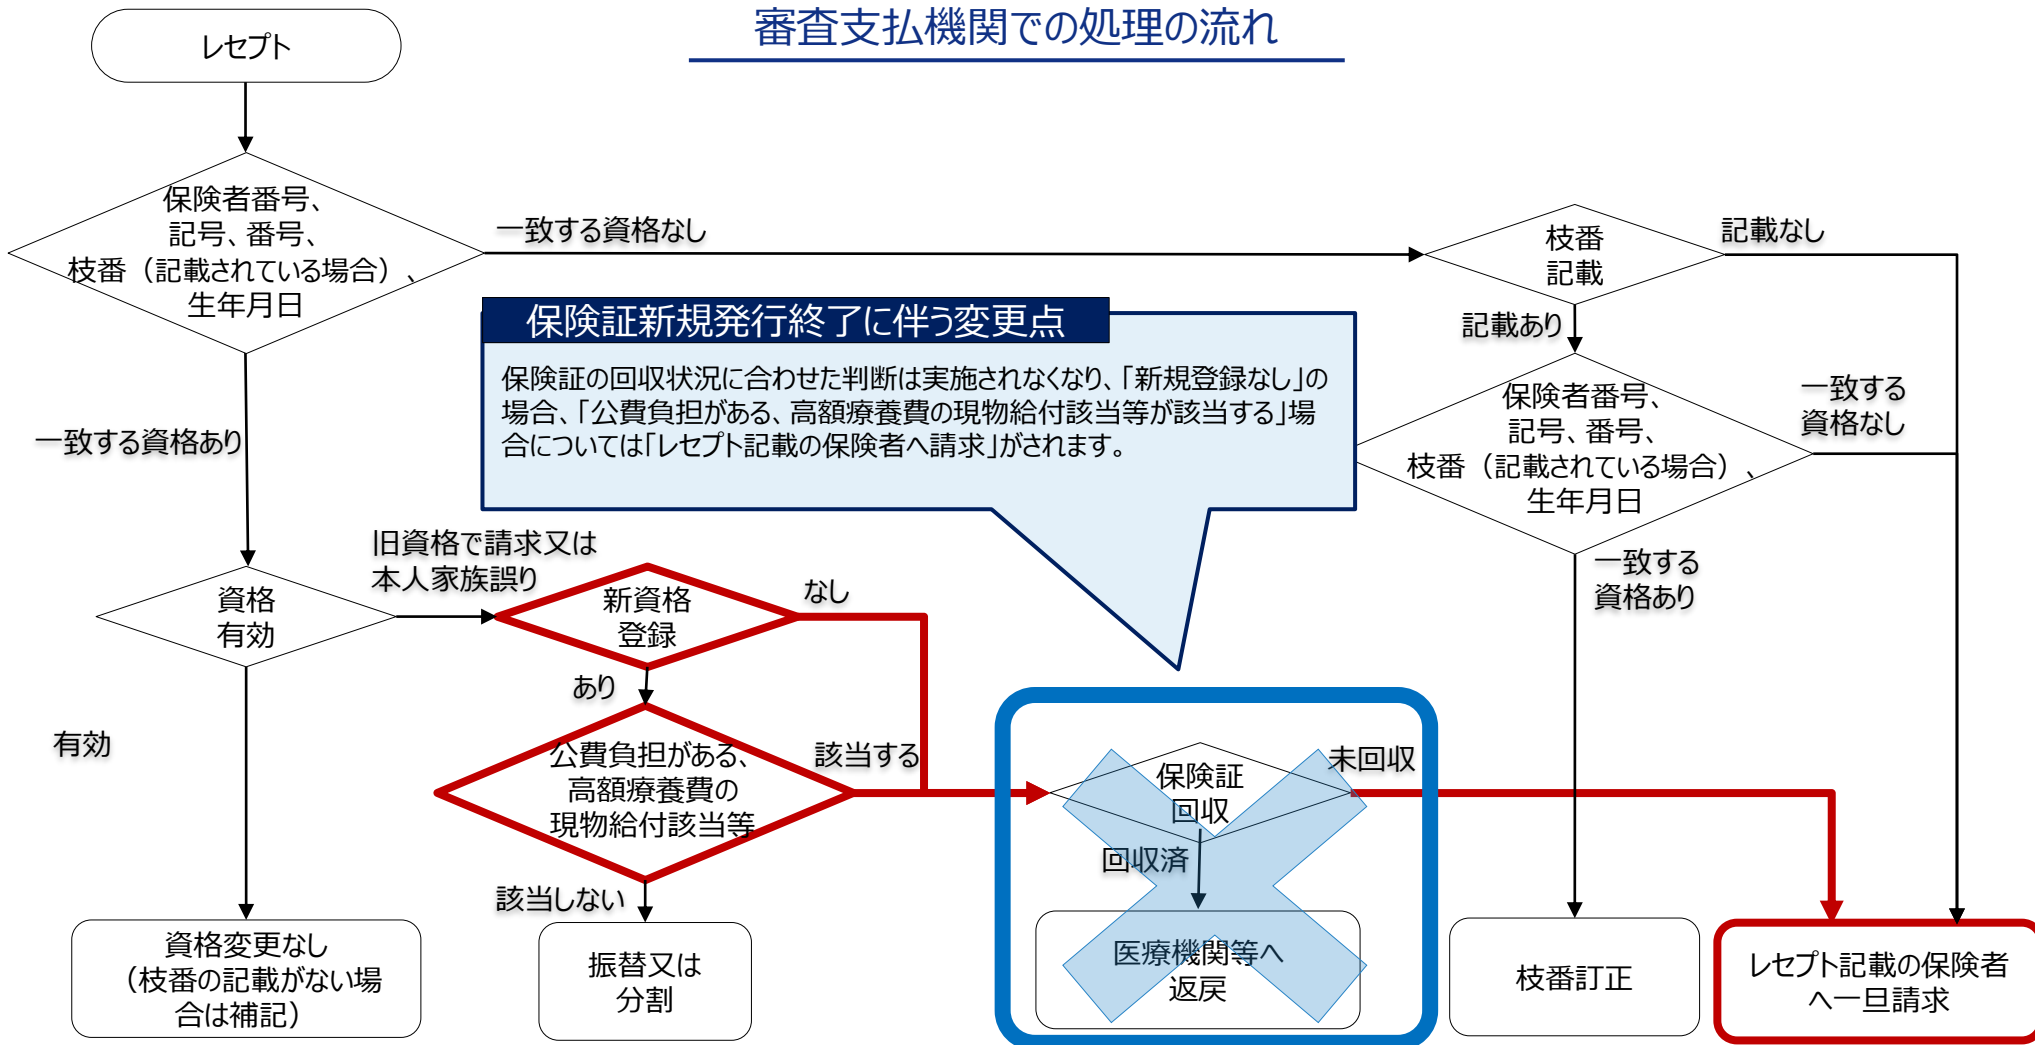 審査支払機関での処理の流れ
レセプト
保険者番号、
記号、番号、
枝番（記載されている場合）、
生年月日
一致する資格なし
枝番
記載
記載なし
記載あり
保険証新規発行終了に伴う変更点
保険証の回収状況に合わせた判断は実施されなくなり、「新規登録なし」の
場合、「公費負担がある、高額療養費の現物給付該当等が該当する」場
合については「レセプト記載の保険者へ請求」がされます。
保険者番号、
記号、番号、
枝番（記載されている場合）、
生年月日
一致する
資格なし
一致する資格あり
旧資格で請求又は
本人家族誤り
一致する
資格あり
資格
有効
新資格
登録
なし
あり
有効
公費負担がある、
高額療養費の
現物給付該当等
該当する
保険証
回収
未回収
回収済
該当しない
資格変更なし
（枝番の記載がない場
合は補記）
振替又は
分割
医療機関等へ
返戻
枝番訂正
レセプト記載の保険者
へ一旦請求